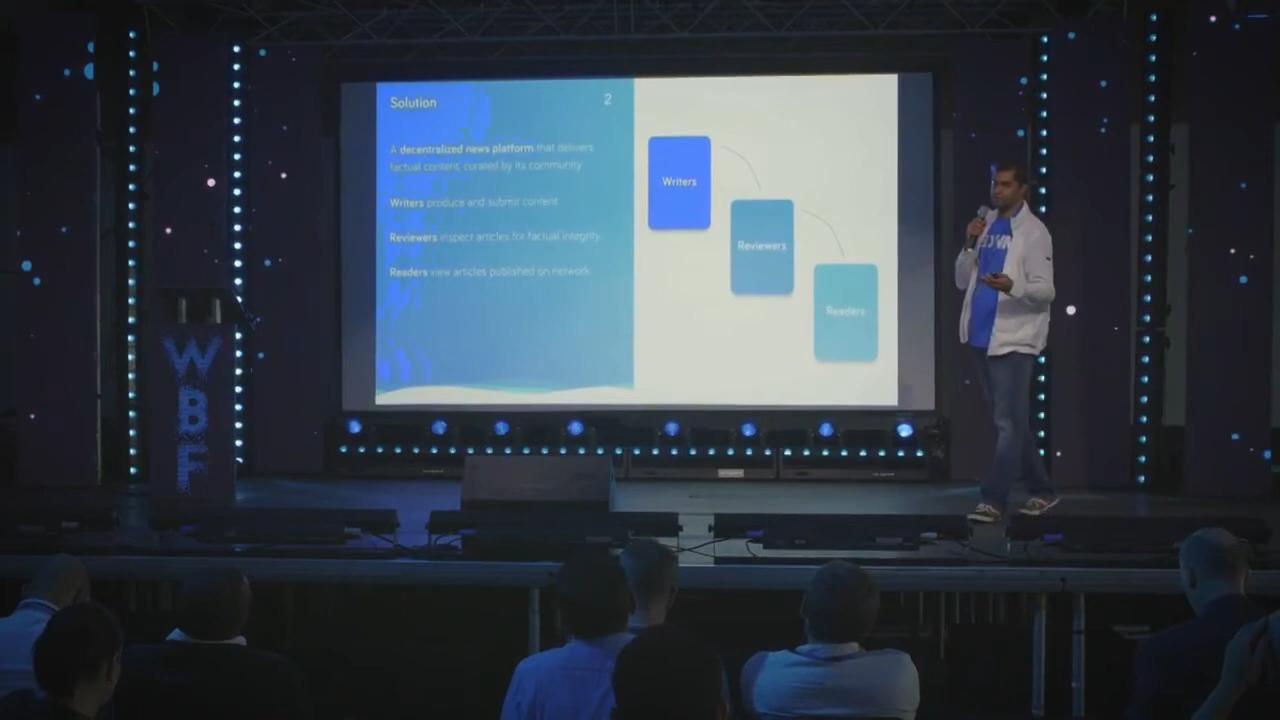 Solution
2
A decentralized news platform that delivers
factual content, curated by its community
Writers produce and submit content
Reviewers inspect articles for factual integrity
Readers view articles published on network
Writers
Reviewers
Readers
WBF